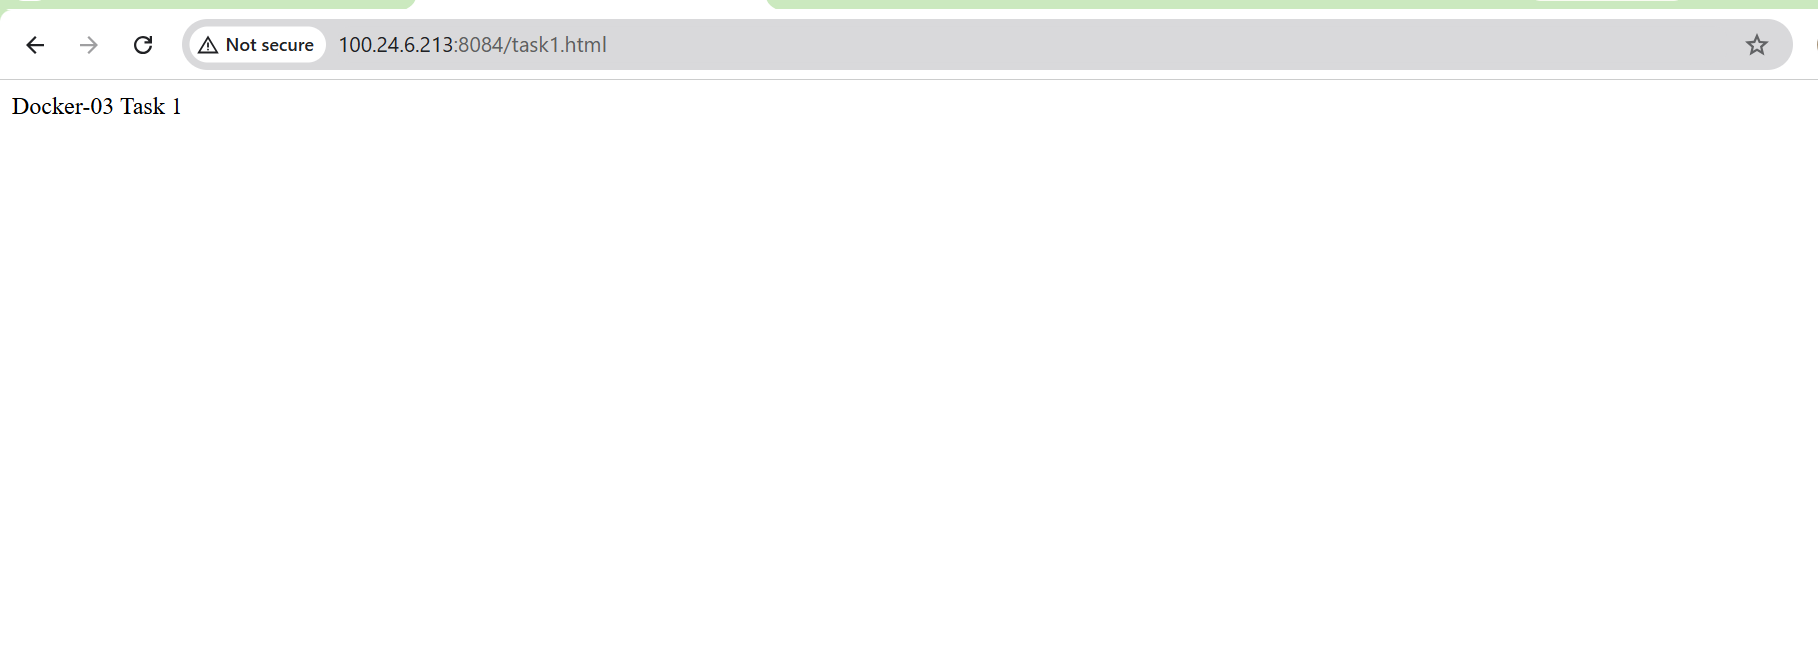 Not secure 100.24.6.213:8084/task1.html
Docker-03 Task 1